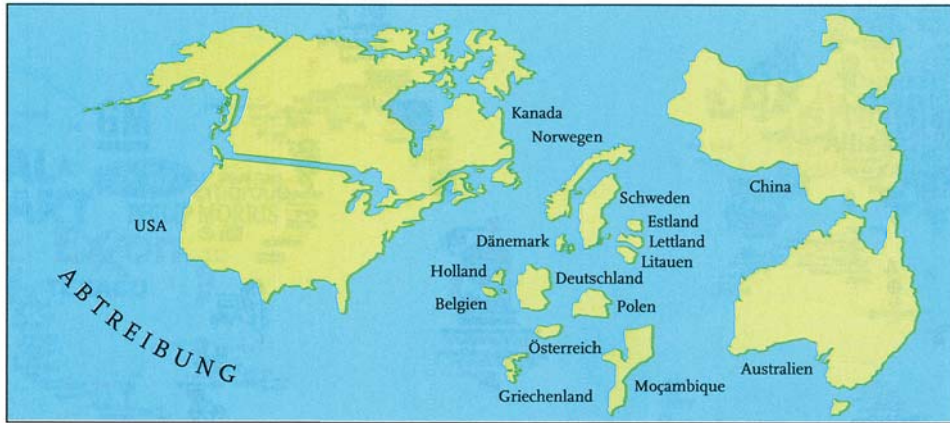 Kanada
Norwegen
China
Schweden
USA
Estland
Dänemark
Lettland
Litauen
Holland
Deutschland
Belgien
Polen
ABTREIBUNG
Österreich
Australien
Griechenland
Moçambique